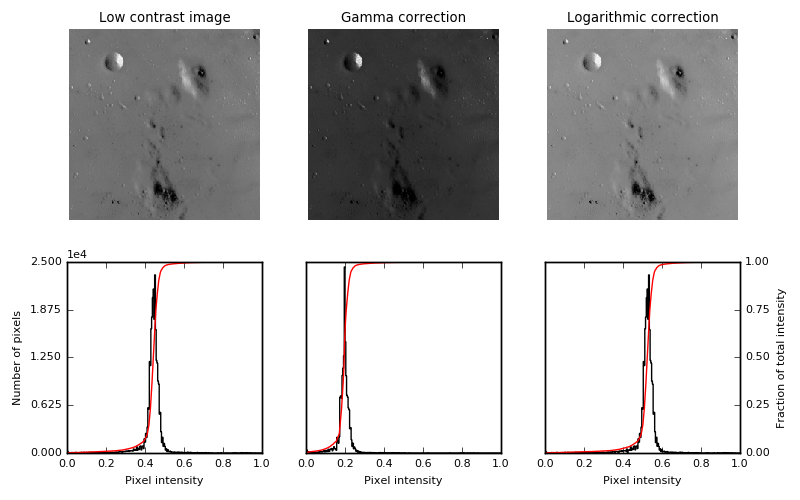 Low contrast image
Gamma correction
Logarithmic correction
1e4
2.500
1.875
1.250
0.625
0.000
Number of pixels
0.0 0.2 0.4 0.6 0.8 1.0
Pixel intensity
0.0 0.2 0.4 0.6 0.8 1.0
Pixel intensity
0.0 0.2 0.4 0.6 0.8 1.0
Pixel intensity
1.00
0.75
0.50
0.25
0.00
Fraction of total intensity